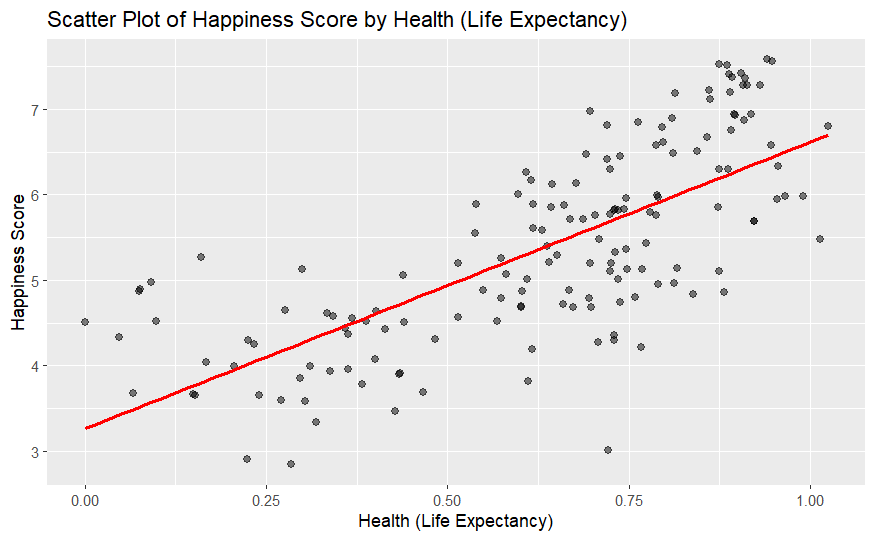 Scatter Plot of Happiness Score by Health (Life Expectancy)
Happiness Score
7
6
5
4
3
0.00 0.25 0.50 0.75 1.00
Health (Life Expectancy)